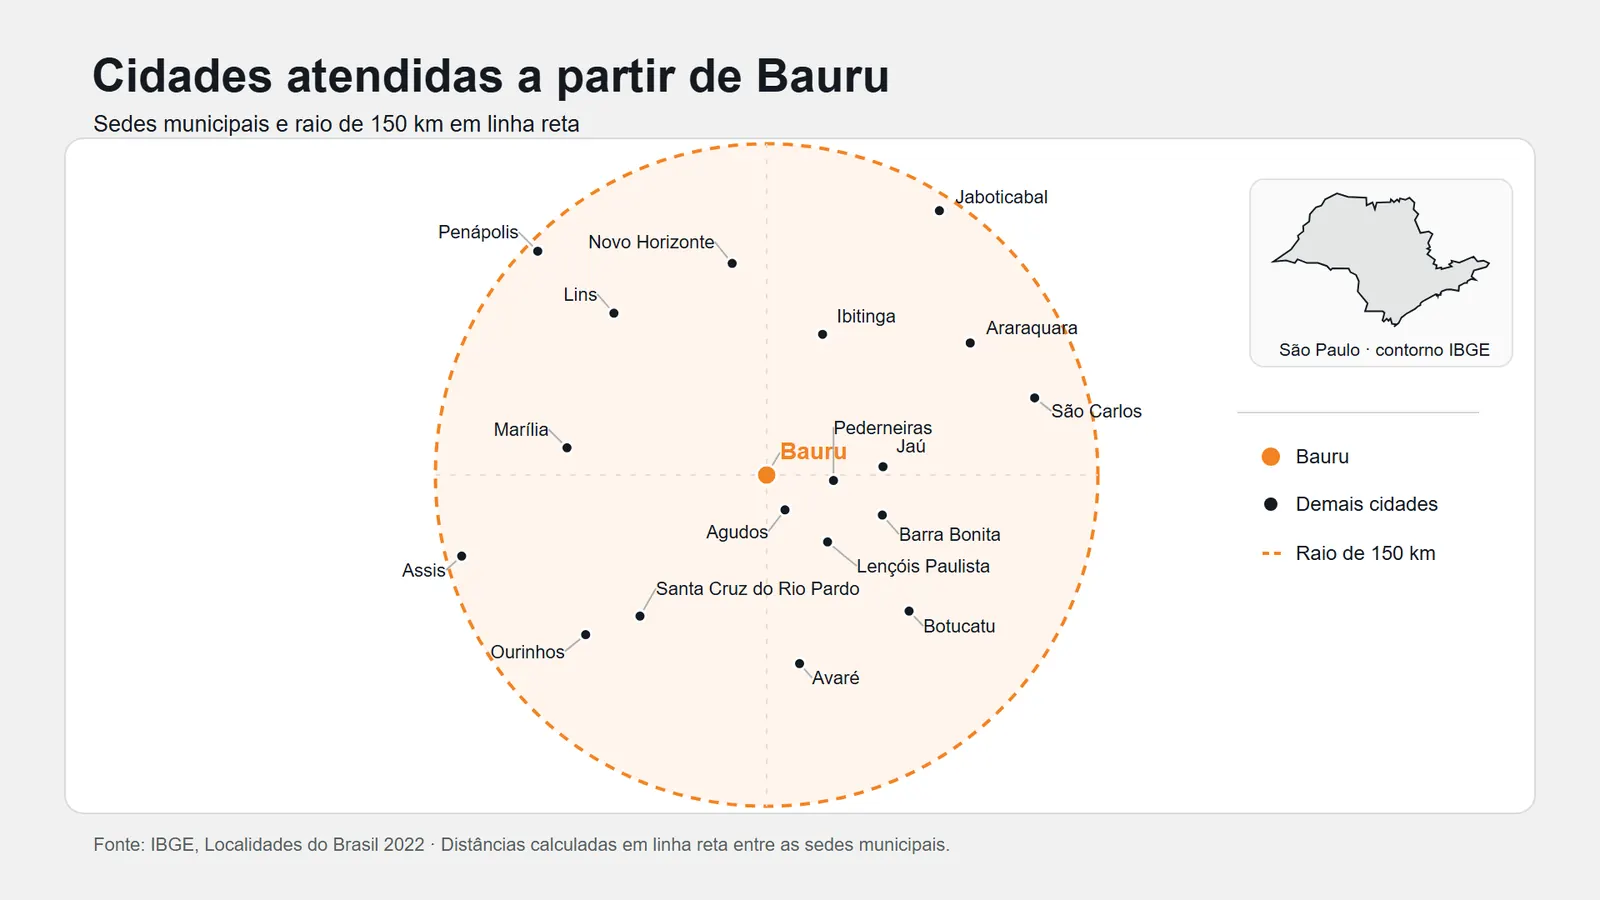 Cidades atendidas a partir de Bauru
Sedes municipais e raio de 150 km em linha reta
Jaboticabal
Penápolis
Novo Horizonte
Lins
Ibitinga
Araraquara
São Paulo · contorno IBGE
São Carlos
Marília
Pederneiras
Jaú
Bauru
Bauru
Demais cidades
Raio de 150 km
Agudos
Barra Bonita
Lençóis Paulista
Assis
Santa Cruz do Rio Pardo
Botucatu
Ourinhos
Avaré
Fonte: IBGE, Localidades do Brasil 2022 · Distâncias calculadas em linha reta entre as sedes municipais.